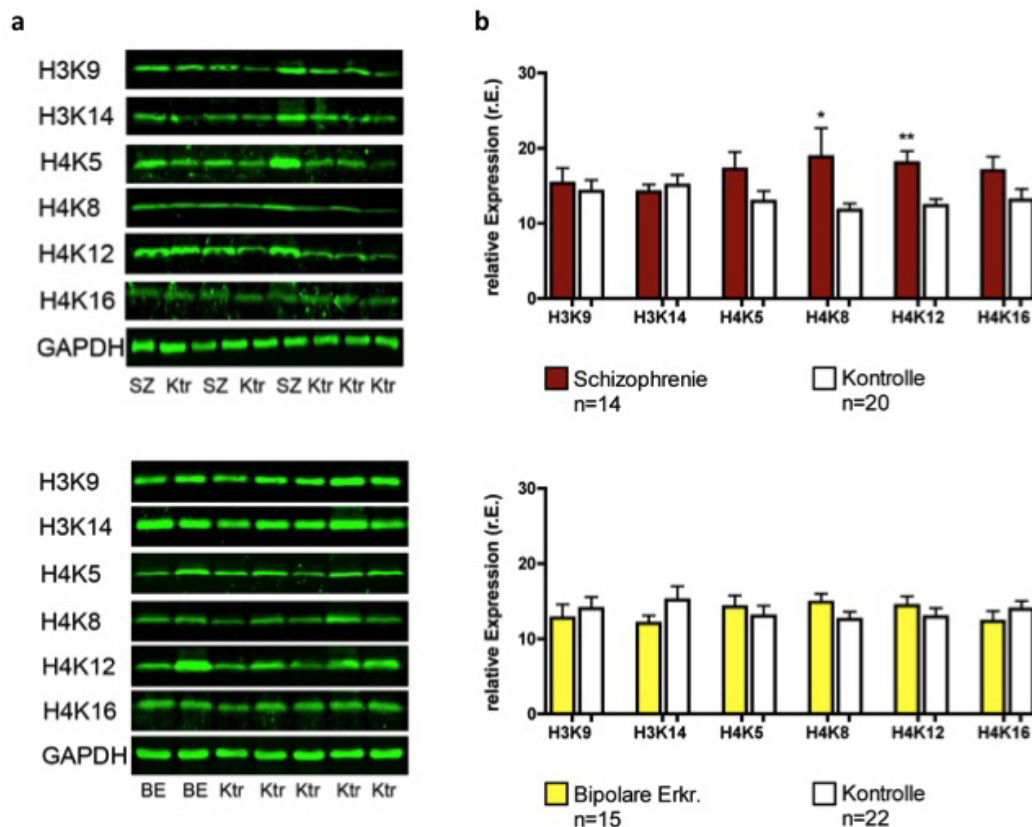 a
H3K9
H3K14
H4K5
H4K8
H4K12
H4K16
GAPDH
SZ Ktr SZ Ktr SZ Ktr Ktr Ktr
b
relative Expression (r.E.)
30
20
10
0
* 
**
H3K9 H3K14 H4K5 H4K8 H4K12 H4K16
Schizophrenie Kontrolle
n=14 n=20
H3K9
H3K14
H4K5
H4K8
H4K12
H4K16
GAPDH
BE BE Ktr Ktr Ktr Ktr Ktr
relative Expression (r.E.)
30
20
10
0
H3K9 H3K14 H4K5 H4K8 H4K12 H4K16
Bipolare Erkr. Kontrolle
n=15 n=22